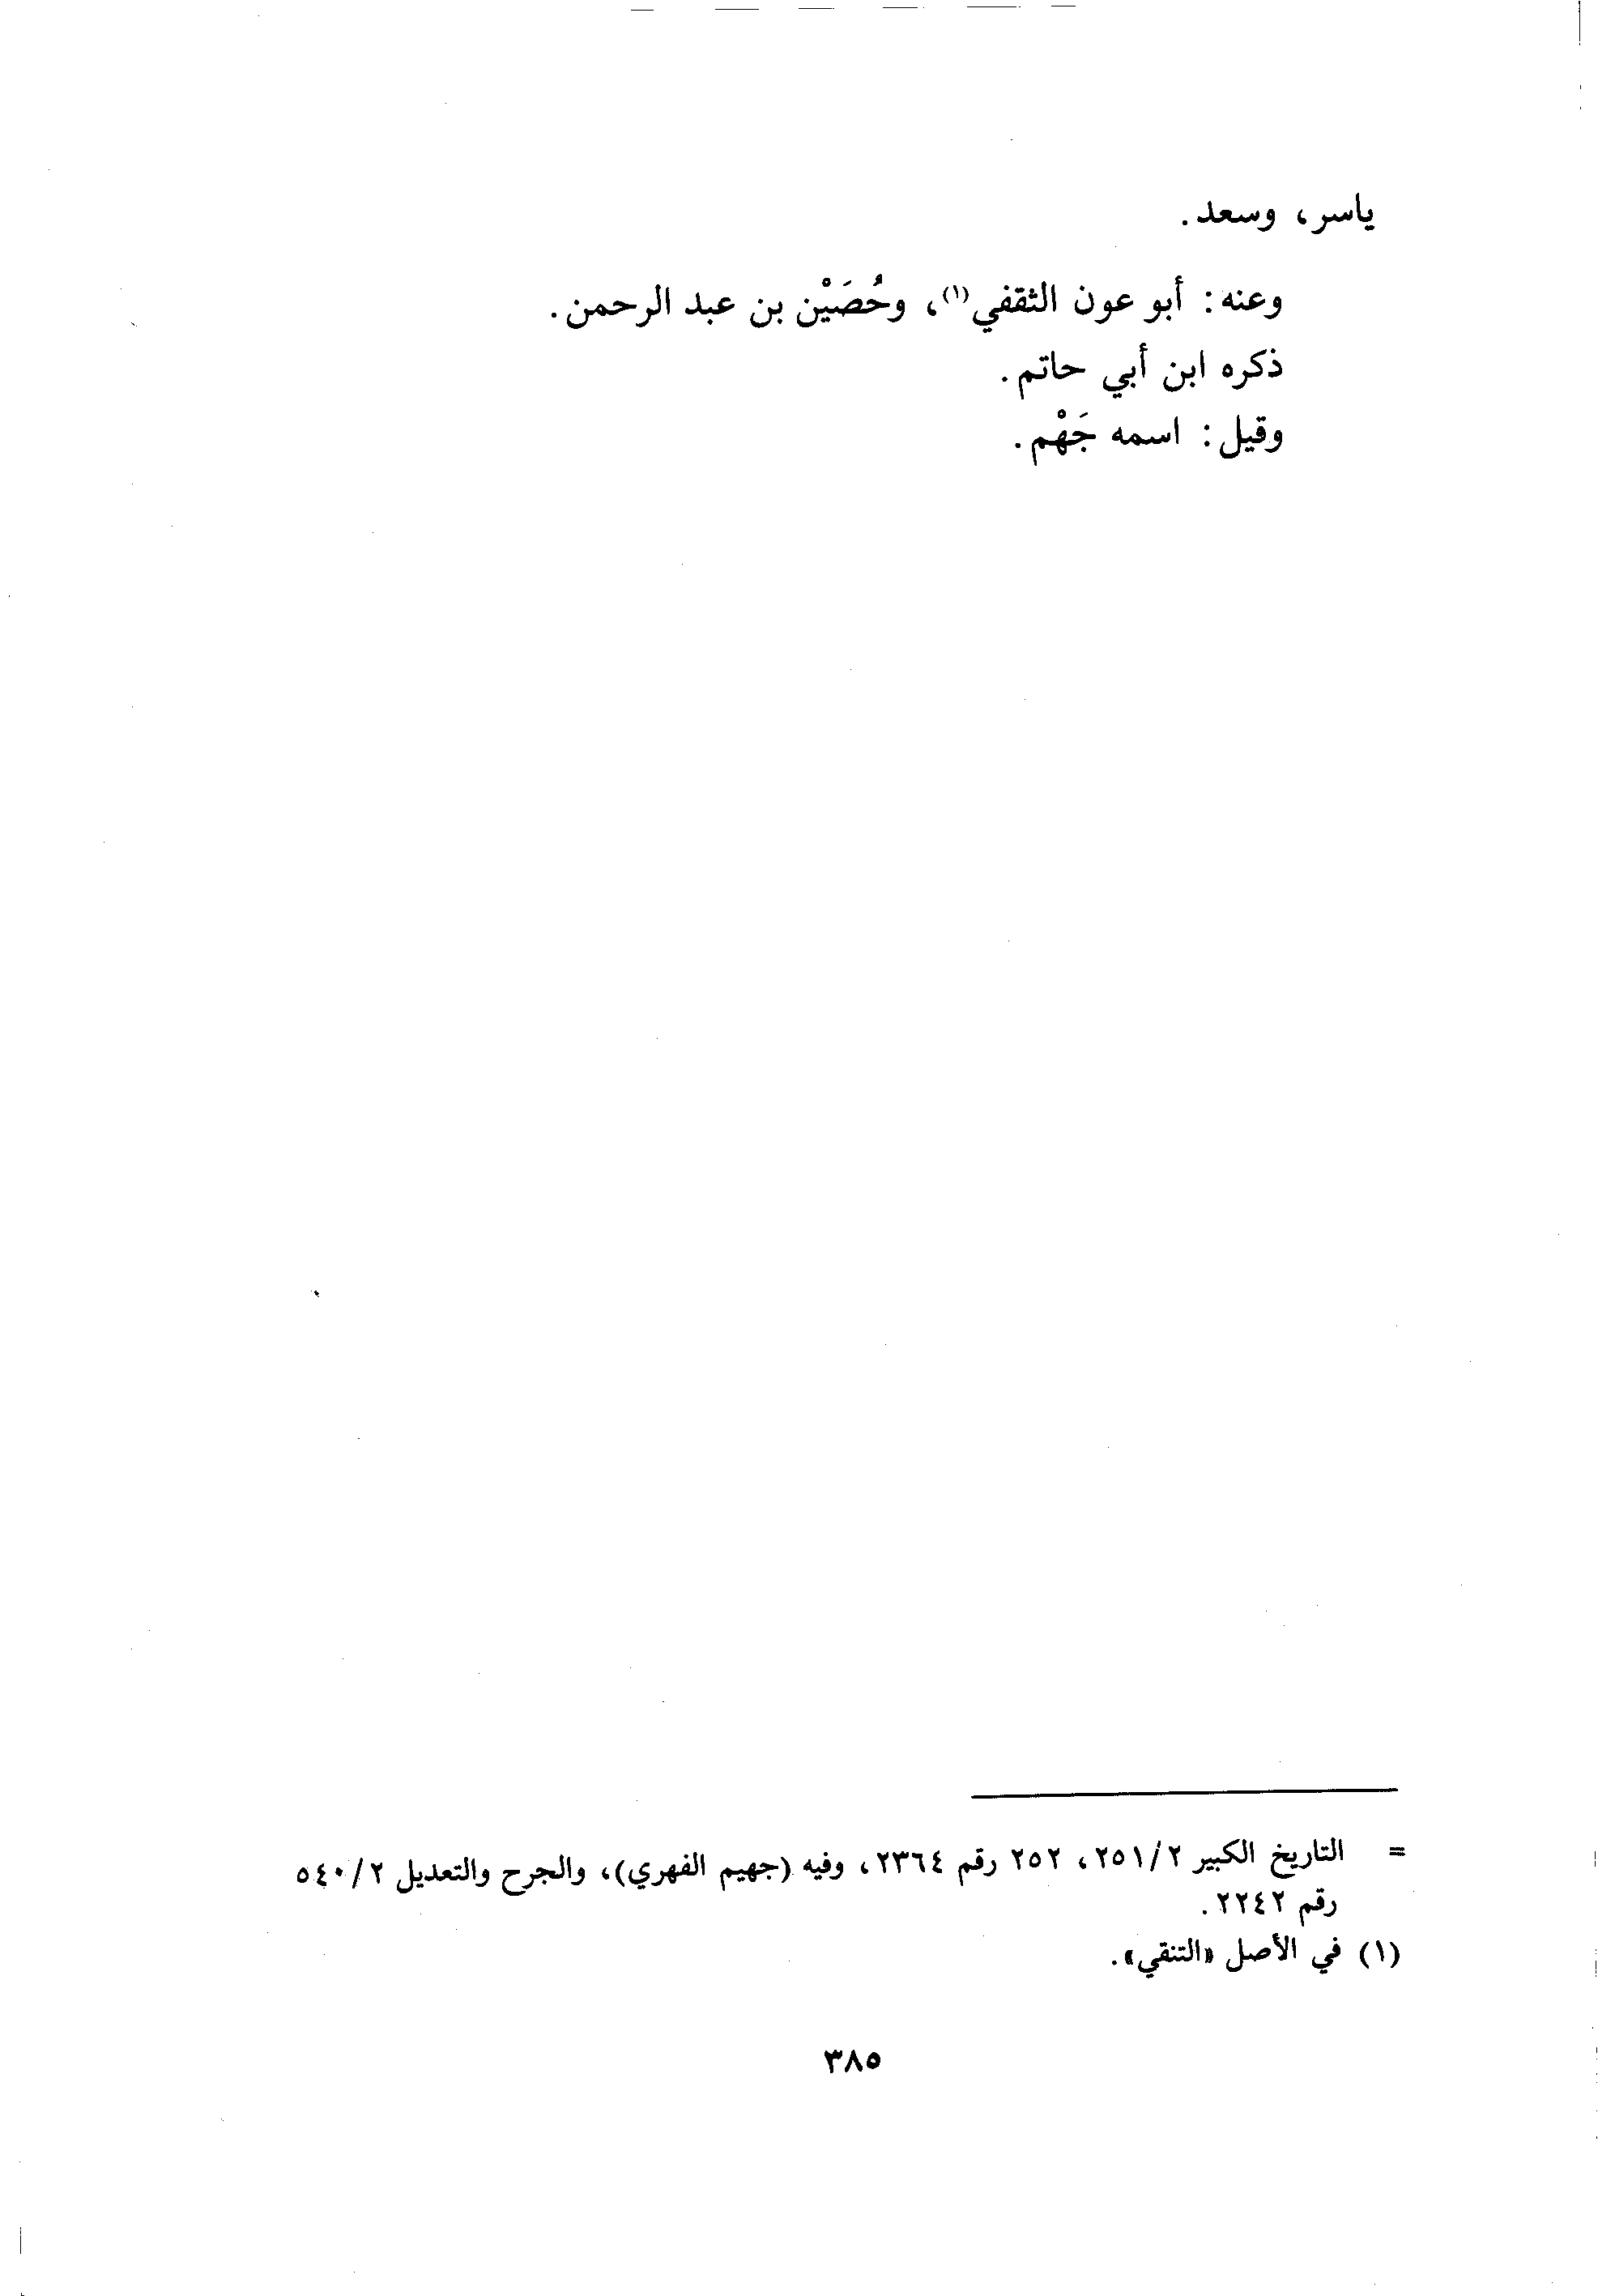 ياسر، وسعد.
وعنه: أبو عون الثقفي(١)، وحُصَيْن بن عبد الرحمن.
ذكره ابن أبي حاتم.
وقيل: اسمه جَهْم.
= التاريخ الكبير ٢/٢٥١، ٢٥٢ رقم ٢٣٦٤، وفيه (جهيم الفهري)، والجرح والتعديل ٢/٥٤٠
رقم ٢٢٤٢.
(١) في الأصل «التنقي».
٣٨٥